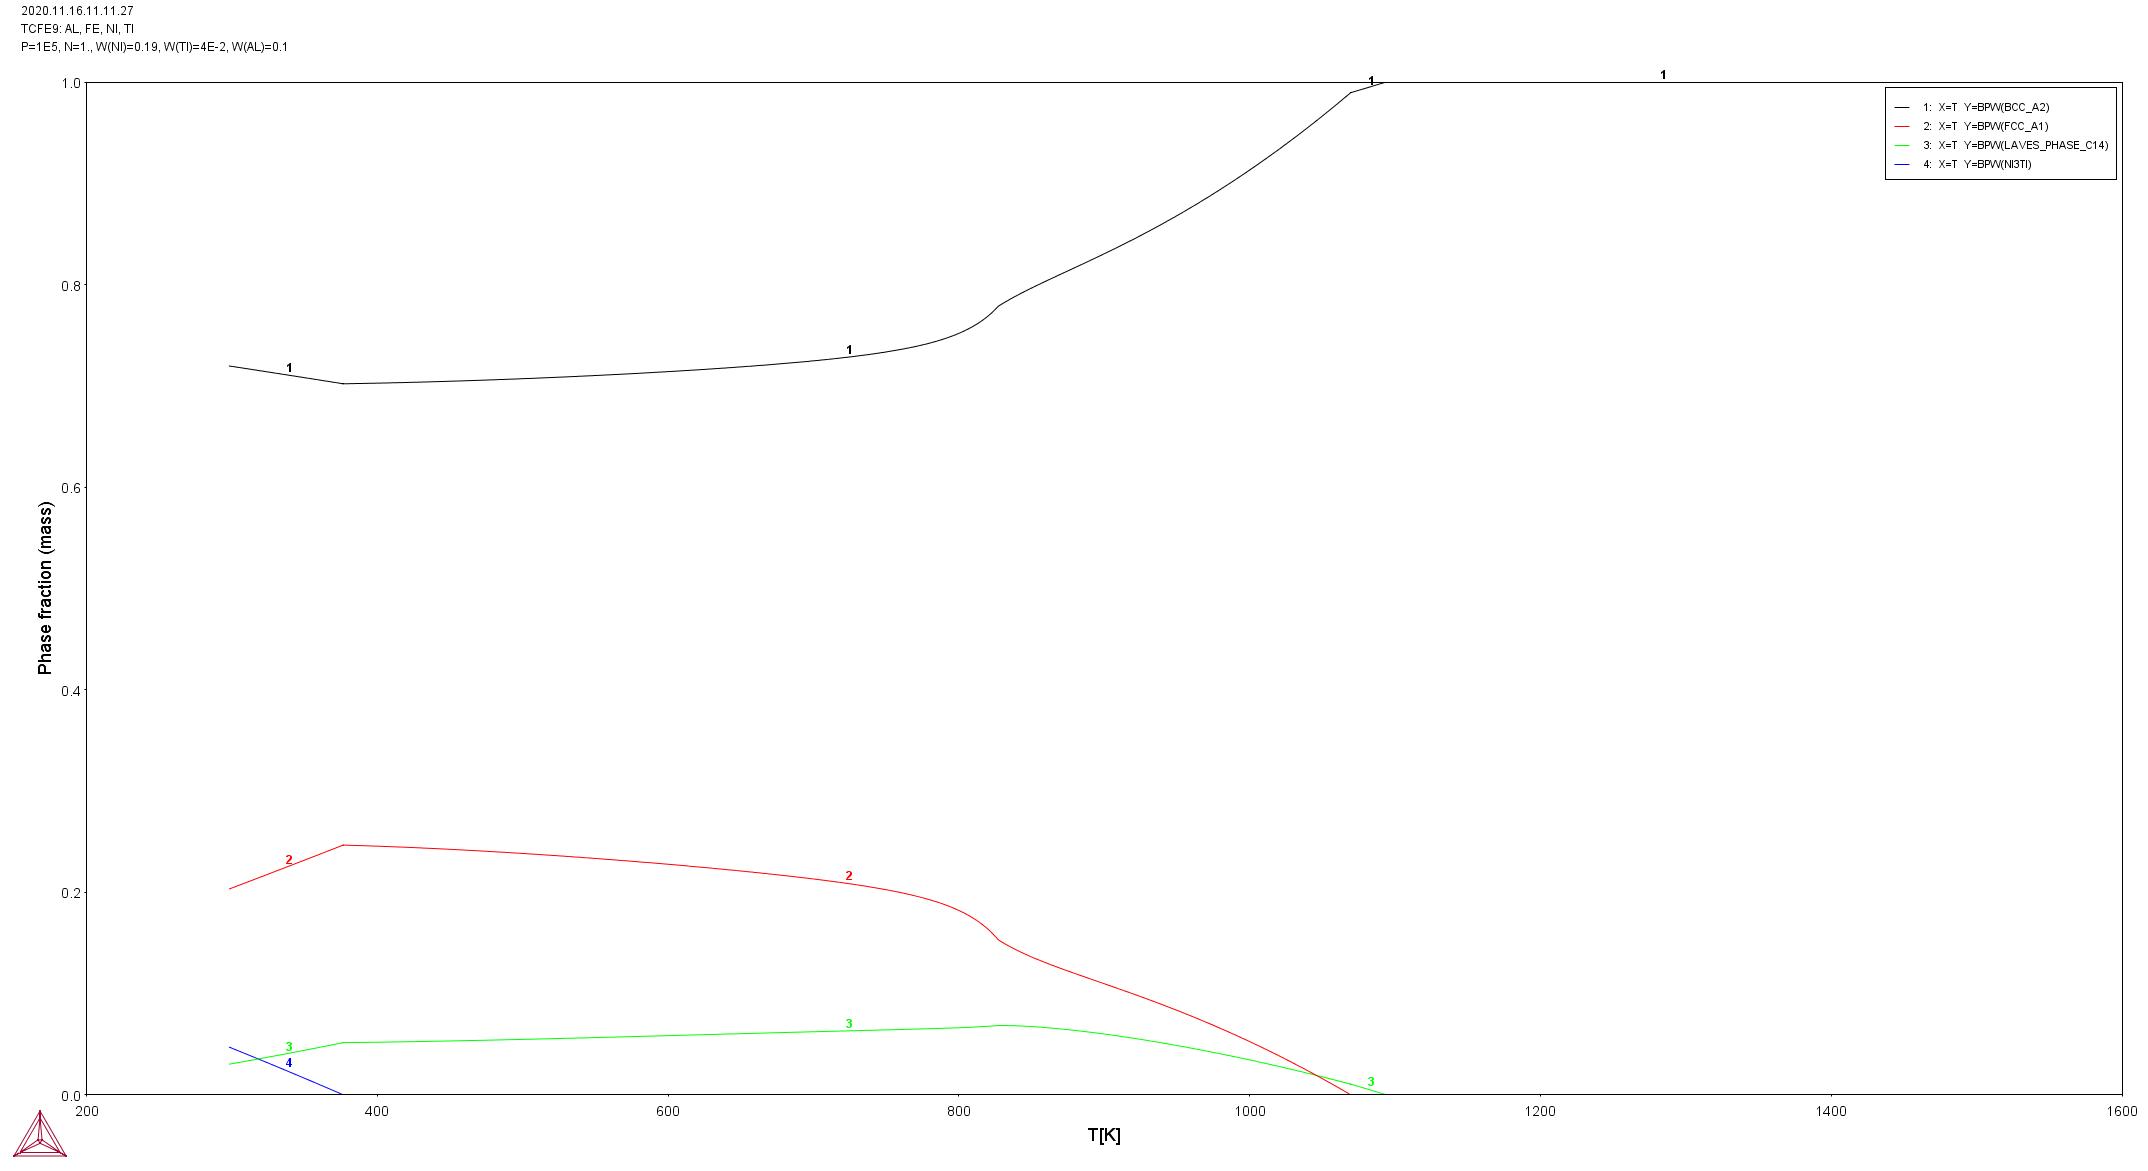 2020.11.16.11.11.27
TCFE9: AL, FE, NI, TI
P=1E5, N=1., W(NI)=0.19, W(TI)=4E-2, W(AL)=0.1
1
1.0
1
1: X=T Y=BPW(BCC_A2)
2: X=T Y=BPW(FCC_A1)
3: X=T Y=BPW(LAVES_PHASE_C14)
4: X=T Y=BPW(NI3TI)
0.8
1
1
0.6
Phase fraction (mass)
0.4
2
2
0.2
3
3
4
3
0.0
200 400 600 800 1000 1200 1400 1600
T[K]